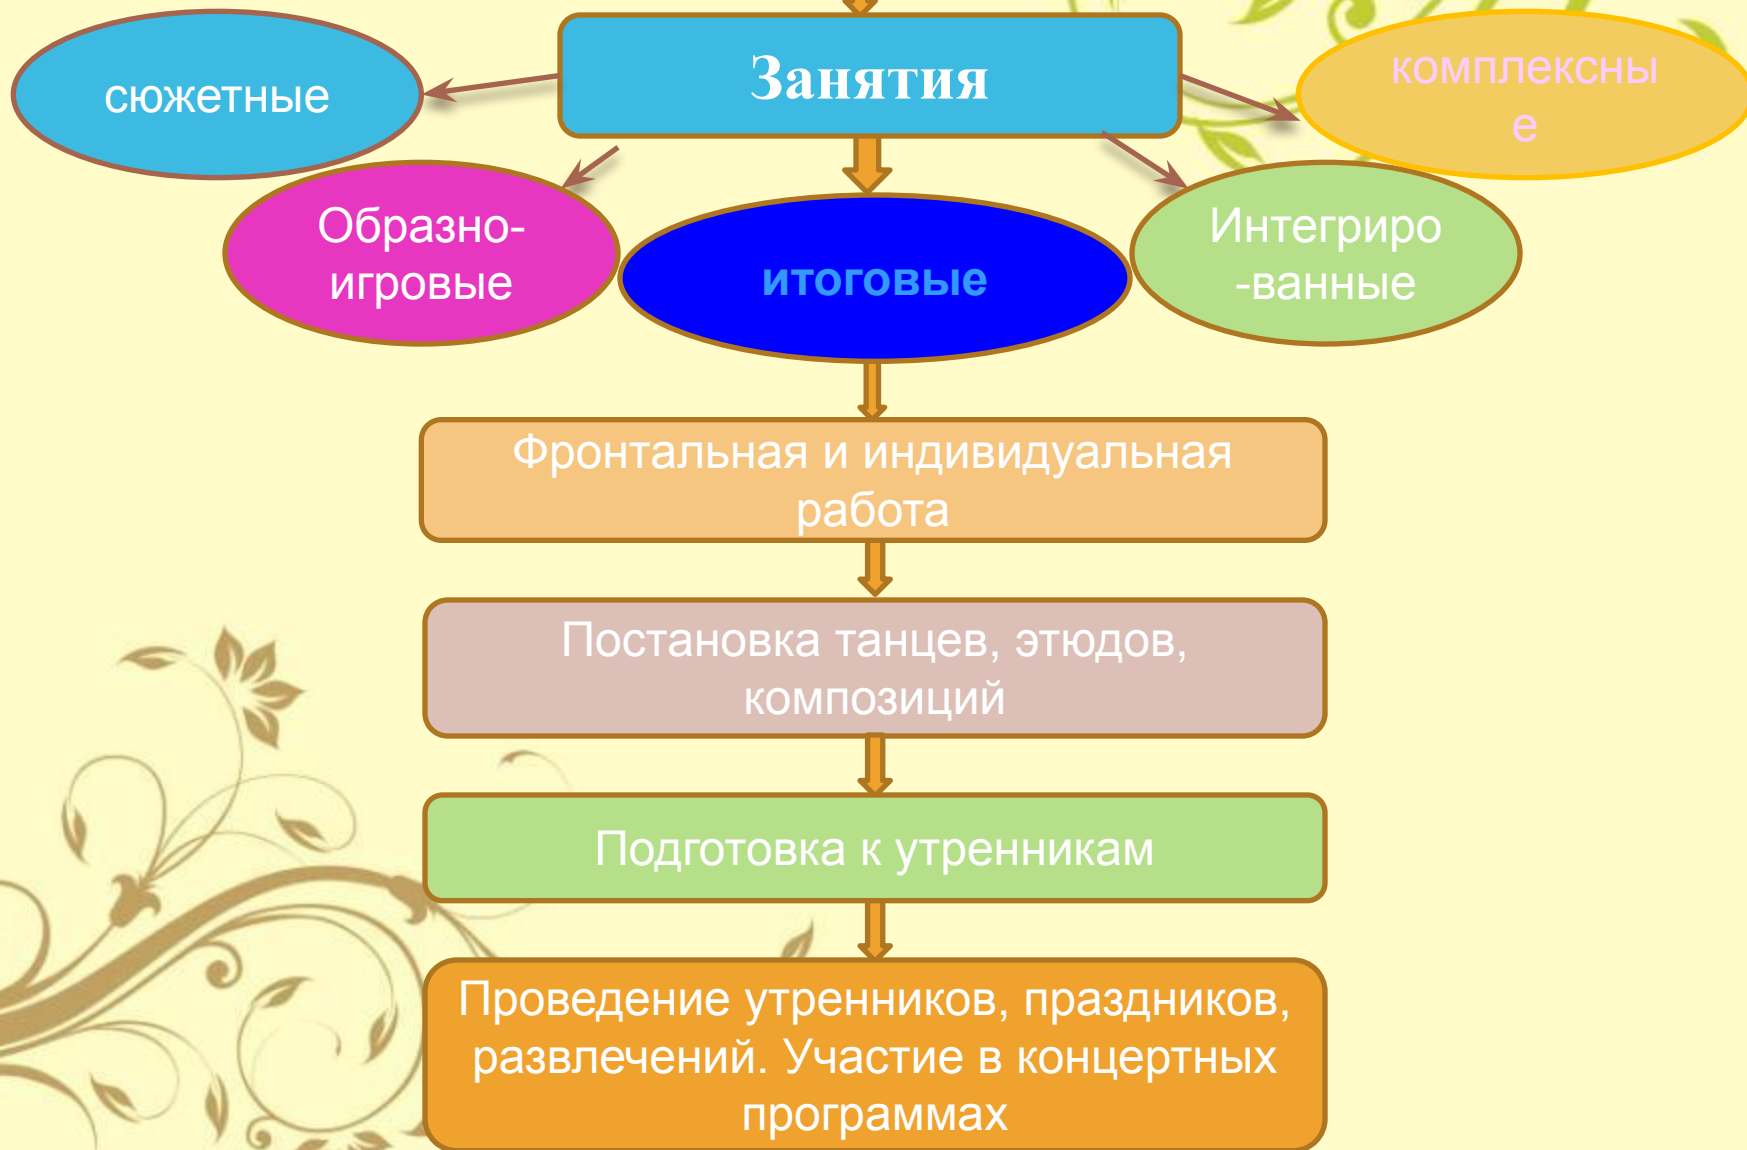 Занятия
сюжетные
комплексны
е
Образно-
игровые
итоговые
Интегриро
-ванные
Фронтальная и индивидуальная
работа
Постановка танцев, этюдов,
композиций
Подготовка к утренникам
Проведение утренников, праздников,
развлечений. Участие в концертных
программах